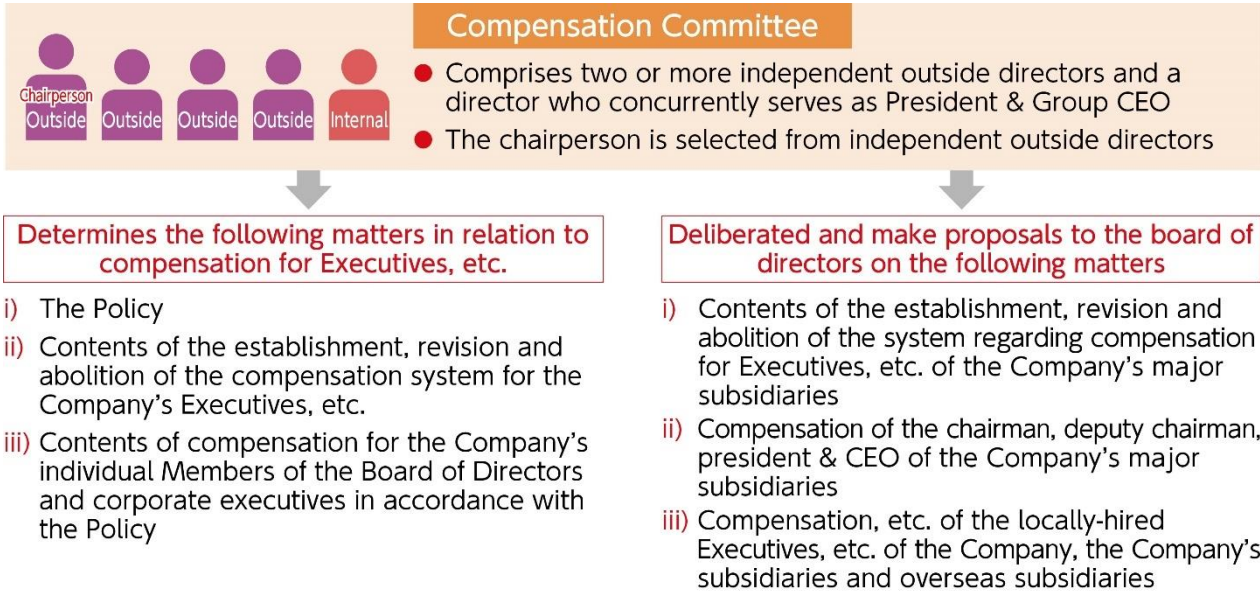 Compensation Committee
Chairperson
Outside
Outside
Outside
Outside
Internal
● Comprises two or more independent outside directors and a
director who concurrently serves as President & Group CEO
● The chairperson is selected from independent outside directors
Determines the following matters in relation to
compensation for Executives, etc.
i) The Policy
ii) Contents of the establishment, revision and
abolition of the compensation system for the
Company's Executives, etc.
iii) Contents of compensation for the Company's
individual Members of the Board of Directors
and corporate executives in accordance with
the Policy
Deliberated and make proposals to the board of
directors on the following matters
i) Contents of the establishment, revision and
abolition of the system regarding compensation
for Executives, etc. of the Company's major
subsidiaries
ii) Compensation of the chairman, deputy chairman,
president & CEO of the Company's major
subsidiaries
iii) Compensation, etc. of the locally-hired
Executives, etc. of the Company, the Company's
subsidiaries and overseas subsidiaries